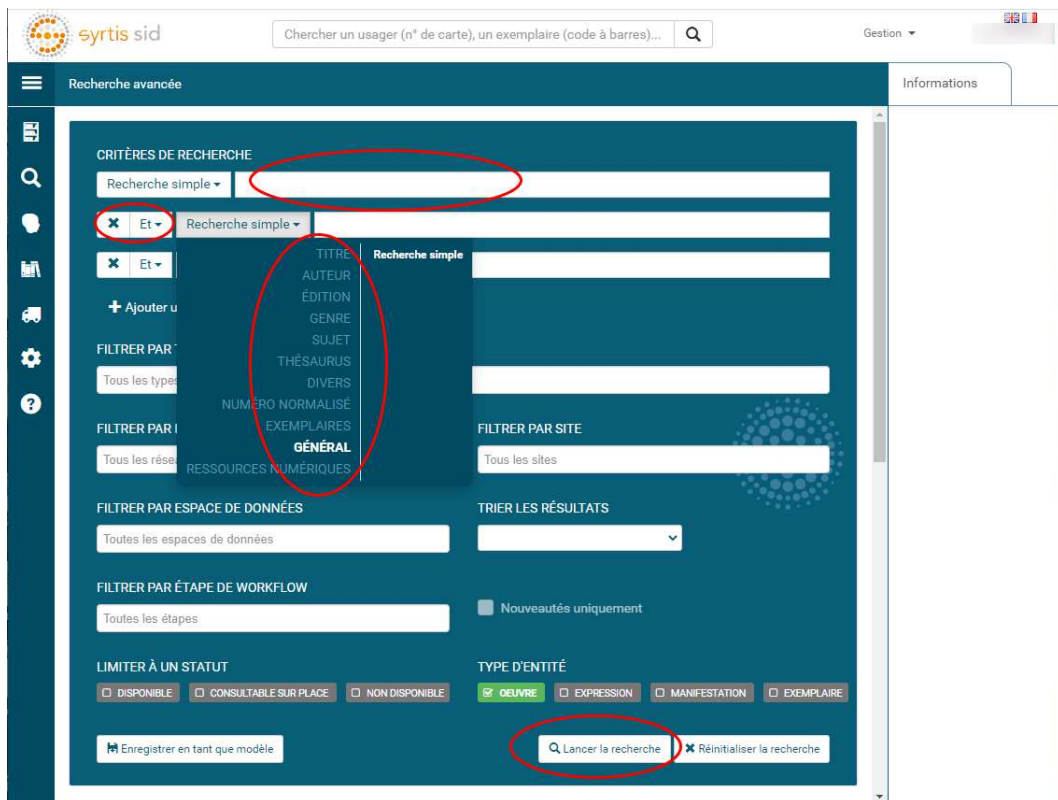 syrtis sid
Chercher un usager (n° de carte), un exemplaire (code à barres)...
Gestion
Recherche avancée
Informations
CRITÈRES DE RECHERCHE
Recherche simple
Et
Recherche simple
Et
TITRE
Recherche simple
AUTEUR
ÉDITION
GENRE
SUJET
THÉSAURUS
DIVERS
NUMÉRO NORMALISÉ
EXEMPLAIRES
GÉNÉRAL
RESSOURCES NUMÉRIQUES
Ajouter u
FILTRER PAR
Tous les types
FILTRER PAR
Tous les rése
FILTRER PAR SITE
Tous les sites
FILTRER PAR ESPACE DE DONNÉES
Toutes les espaces de données
TRIER LES RÉSULTATS
FILTRER PAR ÉTAPE DE WORKFLOW
Toutes les étapes
Nouveautés uniquement
LIMITER À UN STATUT
DISPONIBLE
CONSULTABLE SUR PLACE
NON DISPONIBLE
TYPE D'ENTITÉ
OEUVRE
EXPRESSION
MANIFESTATION
EXEMPLAIRE
Enregistrer en tant que modèle
Lancer la recherche
Réinitialiser la recherche